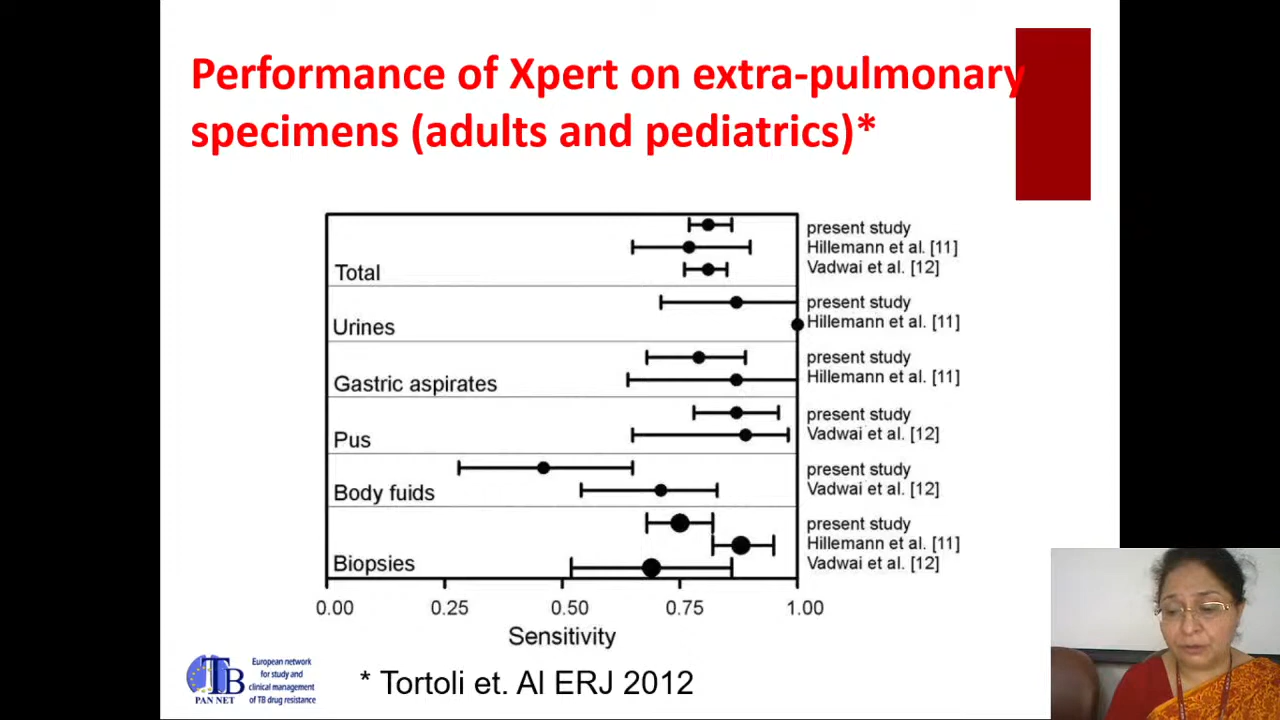 Performance of Xpert on extra-pulmonary
specimens (adults and pediatrics)*
Total
present study
Hillemann et al. [11]
Vadwai et al. [12]
Urines
present study
Hillemann et al. [11]
Gastric aspirates
present study
Hillemann et al. [11]
Pus
present study
Vadwai et al. [12]
Body fuids
present study
Vadwai et al. [12]
Biopsies
present study
Hillemann et al. [11]
Vadwai et al. [12]
0.00 0.25 0.50 0.75 1.00
Sensitivity
TB
PAN NET
European network
for study and
clinical management
of TB drug resistance
* Tortoli et. Al ERJ 2012